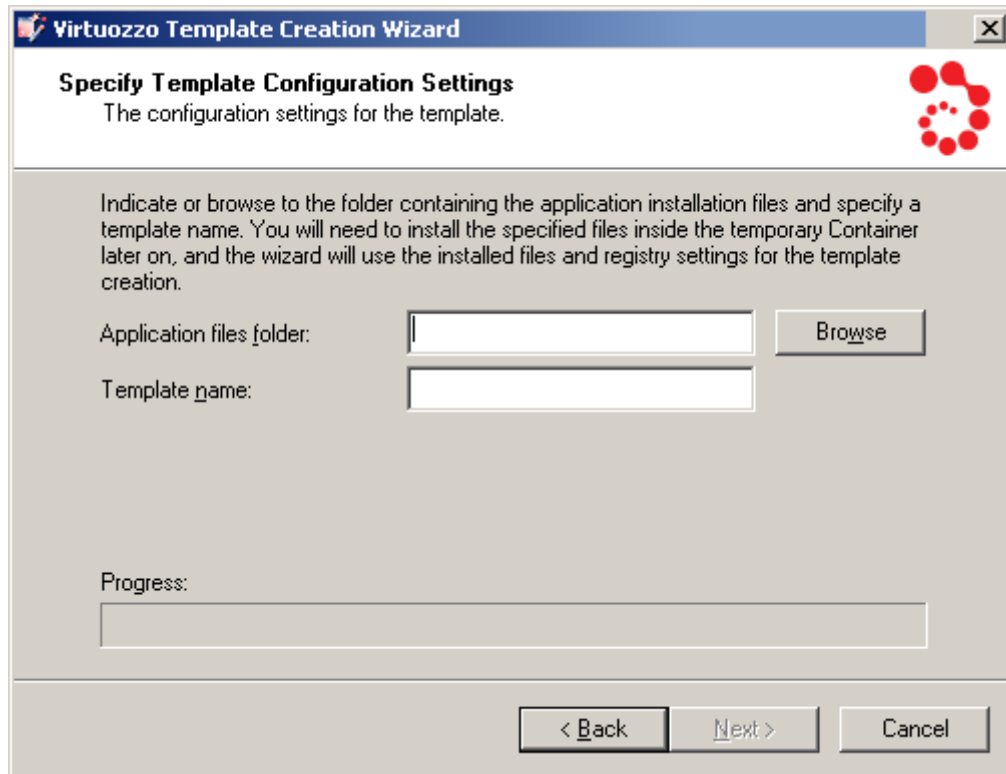 Virtuozzo Template Creation Wizard
Specify Template Configuration Settings
The configuration settings for the template.
Indicate or browse to the folder containing the application installation files and specify a
template name. You will need to install the specified files inside the temporary Container
later on, and the wizard will use the installed files and registry settings for the template
creation.
Application files folder:
Browse
Template name:
Progress:
< Back
Next >
Cancel